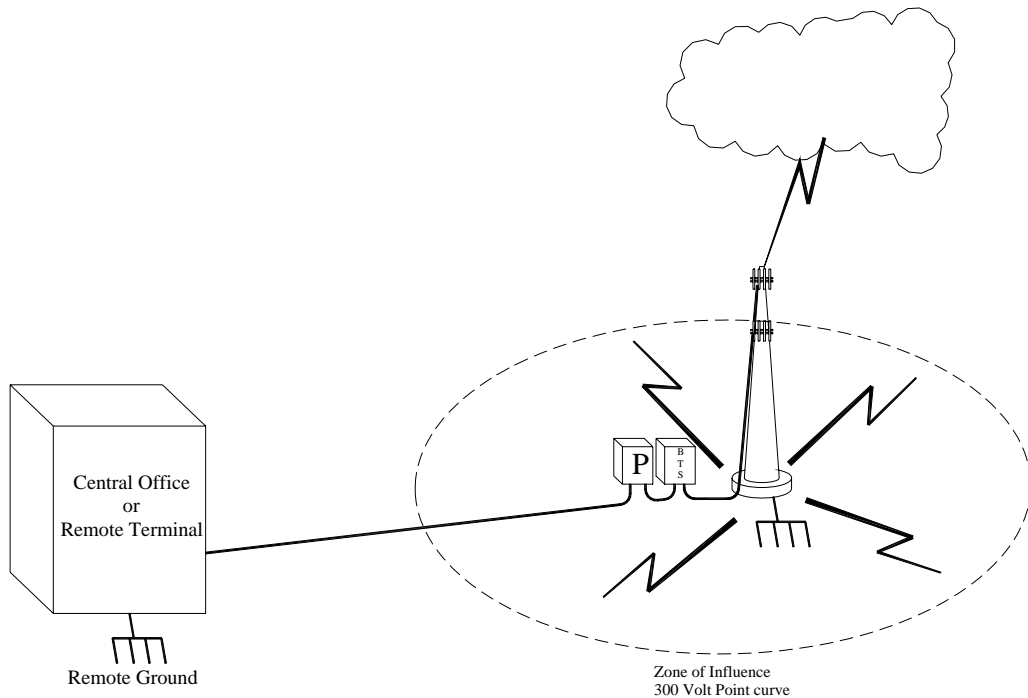 Central Office
or
Remote Terminal
P
B
T
S
Remote Ground
Zone of Influence
300 Volt Point curve